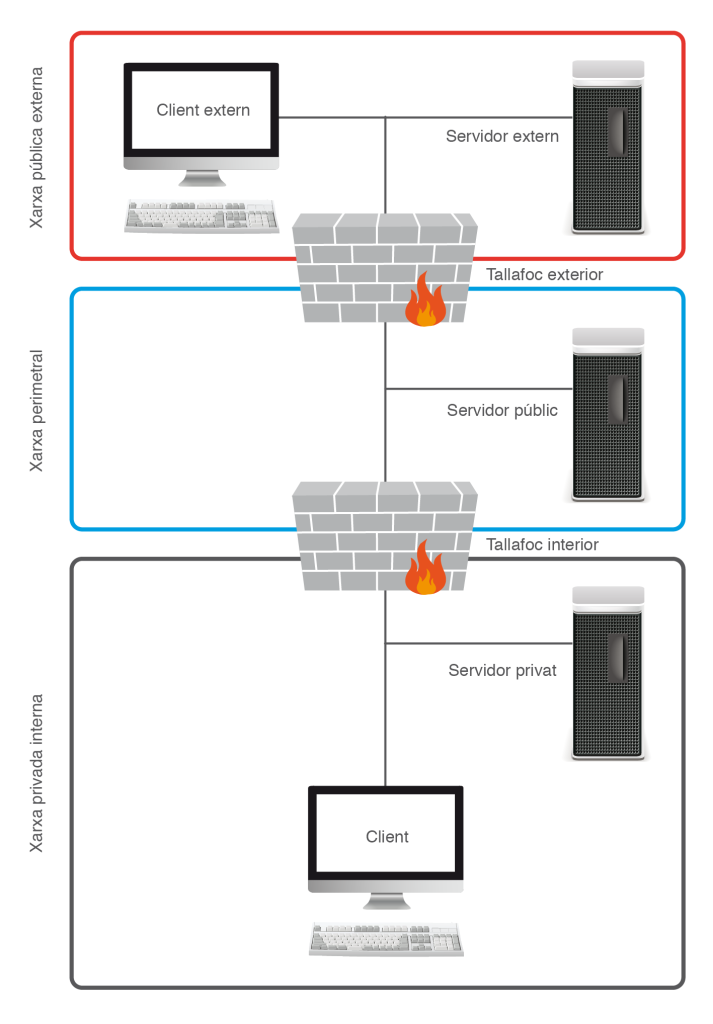 Xarxa pública externa
Client extern
Servidor extern
Tallafoc exterior
Xarxa perimetral
Servidor públic
Tallafoc interior
Xarxa privada interna
Servidor privat
Client